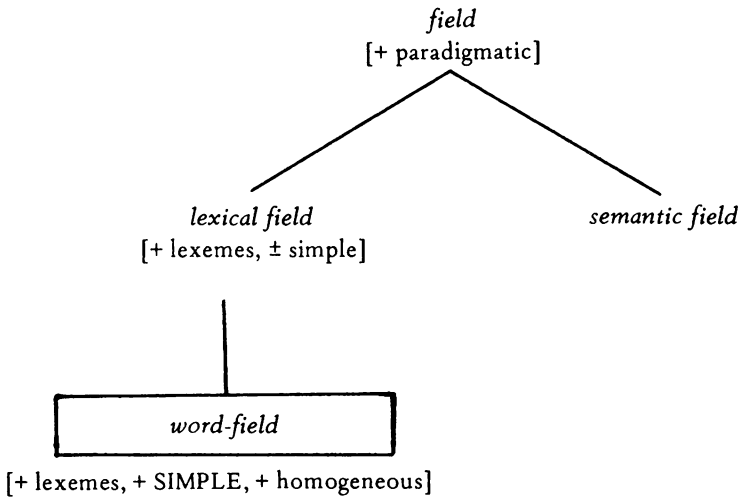 field
[+ paradigmatic]
lexical field
[+ lexemes, ± simple]
semantic field
word-field
[+ lexemes, + SIMPLE, + homogeneous]